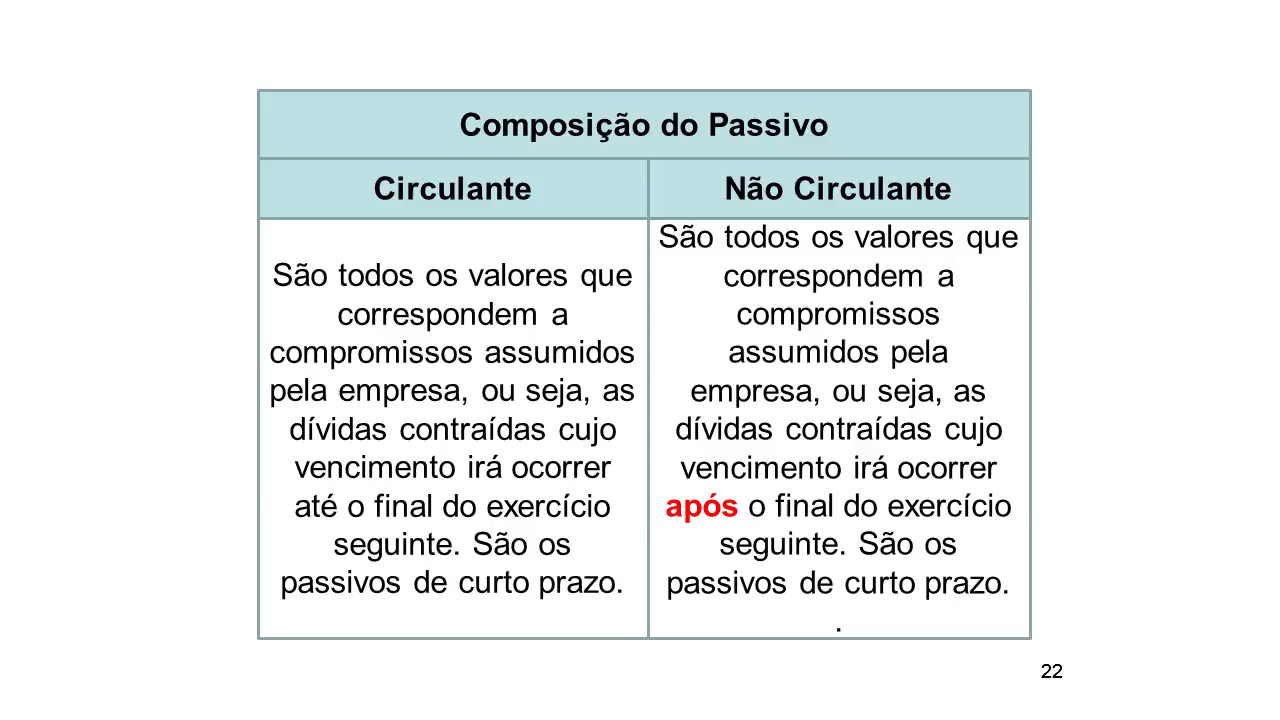 Composição do Passivo
Circulante
Não Circulante
São todos os valores que
correspondem a
compromissos assumidos
pela empresa, ou seja, as
dívidas contraídas cujo
vencimento irá ocorrer
até o final do exercício
seguinte. São os
passivos de curto prazo.
São todos os valores que
correspondem a
compromissos
assumidos pela
empresa, ou seja, as
dívidas contraídas cujo
vencimento irá ocorrer
após o final do exercício
seguinte. São os
passivos de curto prazo.
.
22